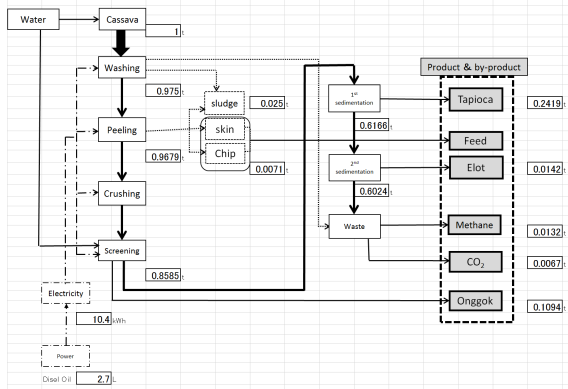 Water
Cassava
1 t
Product & by-product
Washing
0.975 t
sludge
0.025 t
1st
sedimentation
Tapioca
0.2419 t
0.6166 t
Peeling
skin
Feed
Chip
0.9679 t
0.0071 t
2nd
sedimentation
Elot
0.0142 t
0.6024 t
Crushing
Waste
Methane
0.0132 t
Screening
CO2
0.0067 t
0.8585 t
Electricity
Onggok
0.1094 t
10.4 kWh
Power
Disel Oil 2.7 L